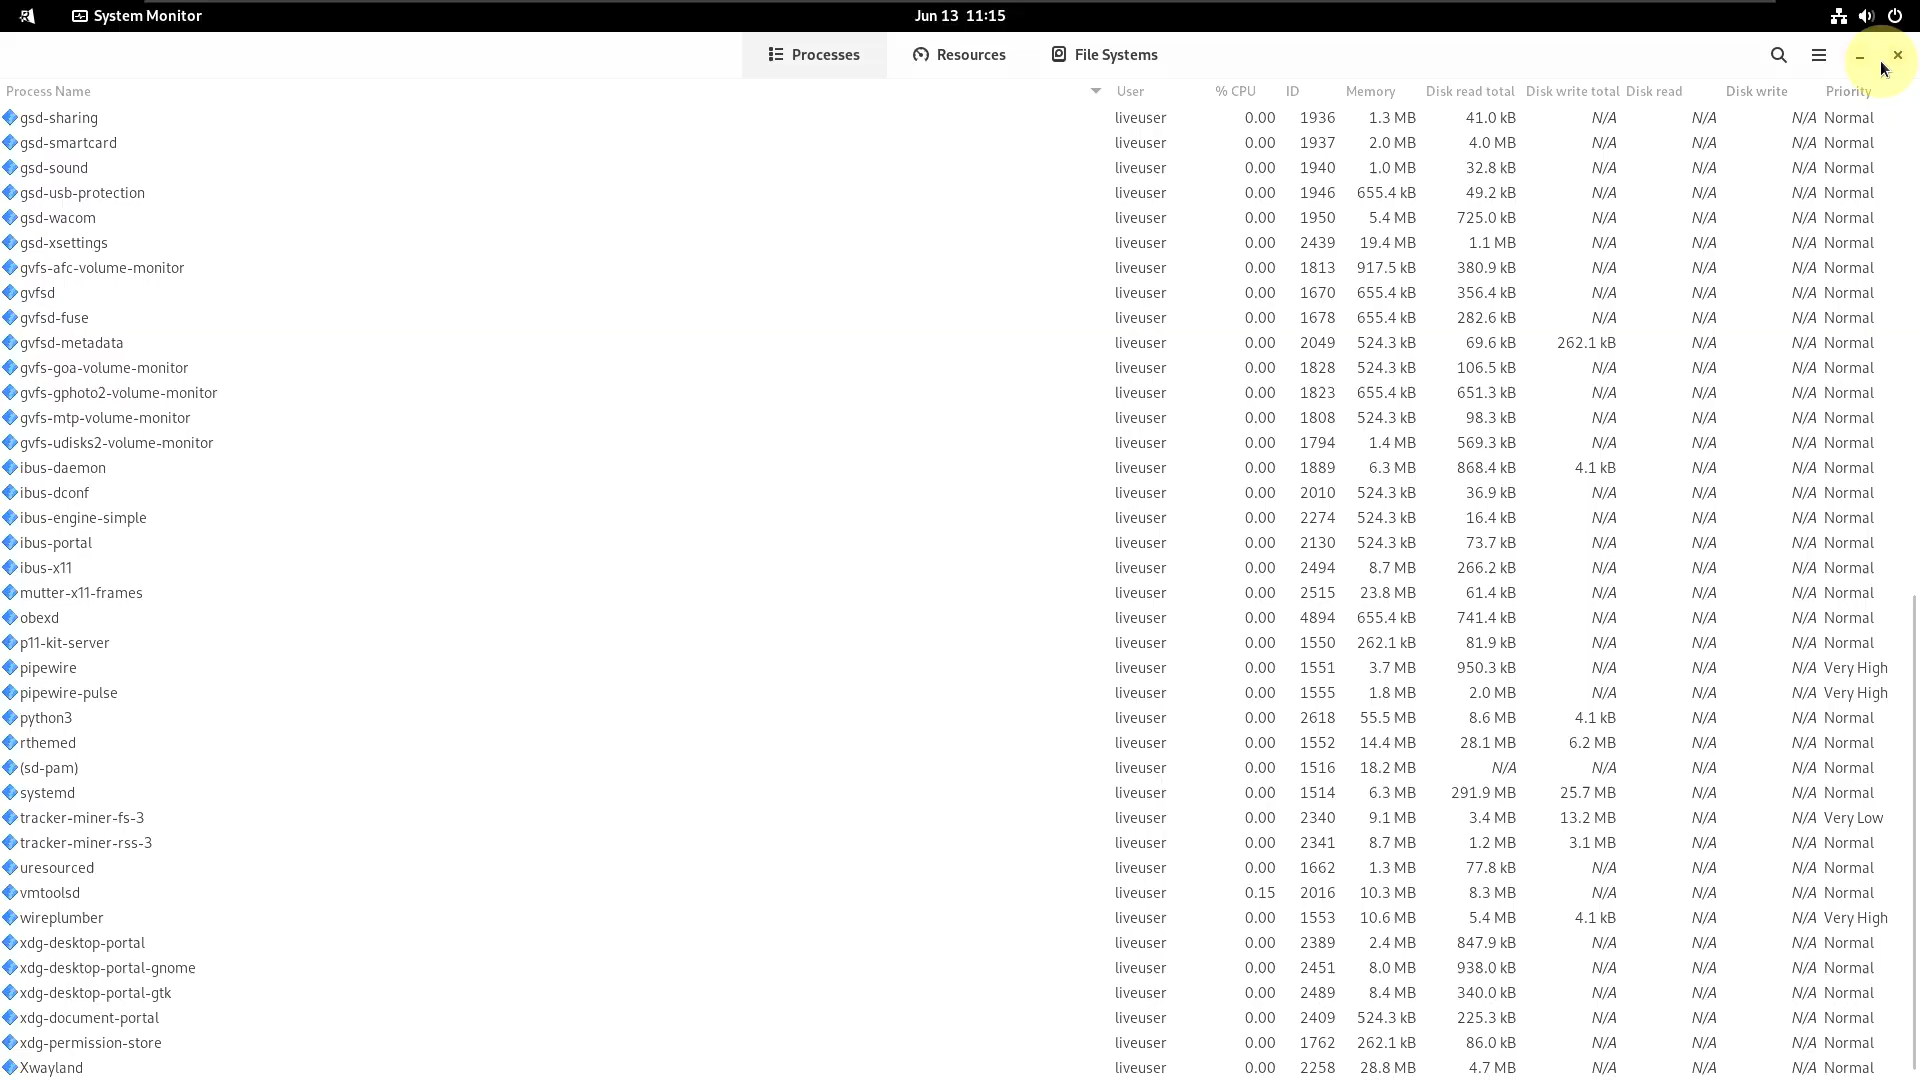 System Monitor Jun 13 11:15
Processes Resources File Systems
Process Name User % CPU ID Memory Disk read total Disk write total Disk read Disk write Priority
gsd-sharing liveuser 0.00 1936 1.3 MB 41.0 kB N/A N/A N/A Normal
gsd-smartcard liveuser 0.00 1937 2.0 MB 4.0 MB N/A N/A N/A Normal
gsd-sound liveuser 0.00 1940 1.0 MB 32.8 kB N/A N/A N/A Normal
gsd-usb-protection liveuser 0.00 1946 655.4 kB 49.2 kB N/A N/A N/A Normal
gsd-wacom liveuser 0.00 1950 5.4 MB 725.0 kB N/A N/A N/A Normal
gsd-xsettings liveuser 0.00 2439 19.4 MB 1.1 MB N/A N/A N/A Normal
gvfs-afc-volume-monitor liveuser 0.00 1813 917.5 kB 380.9 kB N/A N/A N/A Normal
gvfsd liveuser 0.00 1670 655.4 kB 356.4 kB N/A N/A N/A Normal
gvfsd-fuse liveuser 0.00 1678 655.4 kB 282.6 kB N/A N/A N/A Normal
gvfsd-metadata liveuser 0.00 2049 524.3 kB 69.6 kB 262.1 kB N/A N/A Normal
gvfs-goa-volume-monitor liveuser 0.00 1828 524.3 kB 106.5 kB N/A N/A N/A Normal
gvfs-gphoto2-volume-monitor liveuser 0.00 1823 655.4 kB 651.3 kB N/A N/A N/A Normal
gvfs-mtp-volume-monitor liveuser 0.00 1808 524.3 kB 98.3 kB N/A N/A N/A Normal
gvfs-udisks2-volume-monitor liveuser 0.00 1794 1.4 MB 569.3 kB N/A N/A N/A Normal
ibus-daemon liveuser 0.00 1889 6.3 MB 868.4 kB 4.1 kB N/A N/A Normal
ibus-dconf liveuser 0.00 2010 524.3 kB 36.9 kB N/A N/A N/A Normal
ibus-engine-simple liveuser 0.00 2274 524.3 kB 16.4 kB N/A N/A N/A Normal
ibus-portal liveuser 0.00 2130 524.3 kB 73.7 kB N/A N/A N/A Normal
ibus-x11 liveuser 0.00 2494 8.7 MB 266.2 kB N/A N/A N/A Normal
mutter-x11-frames liveuser 0.00 2515 23.8 MB 61.4 kB N/A N/A N/A Normal
obexd liveuser 0.00 4894 655.4 kB 741.4 kB N/A N/A N/A Normal
p11-kit-server liveuser 0.00 1550 262.1 kB 81.9 kB N/A N/A N/A Normal
pipewire liveuser 0.00 1551 3.7 MB 950.3 kB N/A N/A N/A Very High
pipewire-pulse liveuser 0.00 1555 1.8 MB 2.0 MB N/A N/A N/A Very High
python3 liveuser 0.00 2618 55.5 MB 8.6 MB 4.1 kB N/A N/A Normal
rthemed liveuser 0.00 1552 14.4 MB 28.1 MB 6.2 MB N/A N/A Normal
(sd-pam) liveuser 0.00 1516 18.2 MB N/A N/A N/A N/A Normal
systemd liveuser 0.00 1514 6.3 MB 291.9 MB 25.7 MB N/A N/A Normal
tracker-miner-fs-3 liveuser 0.00 2340 9.1 MB 3.4 MB 13.2 MB N/A N/A Very Low
tracker-miner-rss-3 liveuser 0.00 2341 8.7 MB 1.2 MB 3.1 MB N/A N/A Normal
uresourced liveuser 0.00 1662 1.3 MB 77.8 kB N/A N/A N/A Normal
vmtoolsd liveuser 0.15 2016 10.3 MB 8.3 MB N/A N/A N/A Normal
wireplumber liveuser 0.00 1553 10.6 MB 5.4 MB 4.1 kB N/A N/A Very High
xdg-desktop-portal liveuser 0.00 2389 2.4 MB 847.9 kB N/A N/A N/A Normal
xdg-desktop-portal-gnome liveuser 0.00 2451 8.0 MB 938.0 kB N/A N/A N/A Normal
xdg-desktop-portal-gtk liveuser 0.00 2489 8.4 MB 340.0 kB N/A N/A N/A Normal
xdg-document-portal liveuser 0.00 2409 524.3 kB 225.3 kB N/A N/A N/A Normal
xdg-permission-store liveuser 0.00 1762 262.1 kB 86.0 kB N/A N/A N/A Normal
Xwayland liveuser 0.00 2258 28.8 MB 4.7 MB N/A N/A N/A Normal